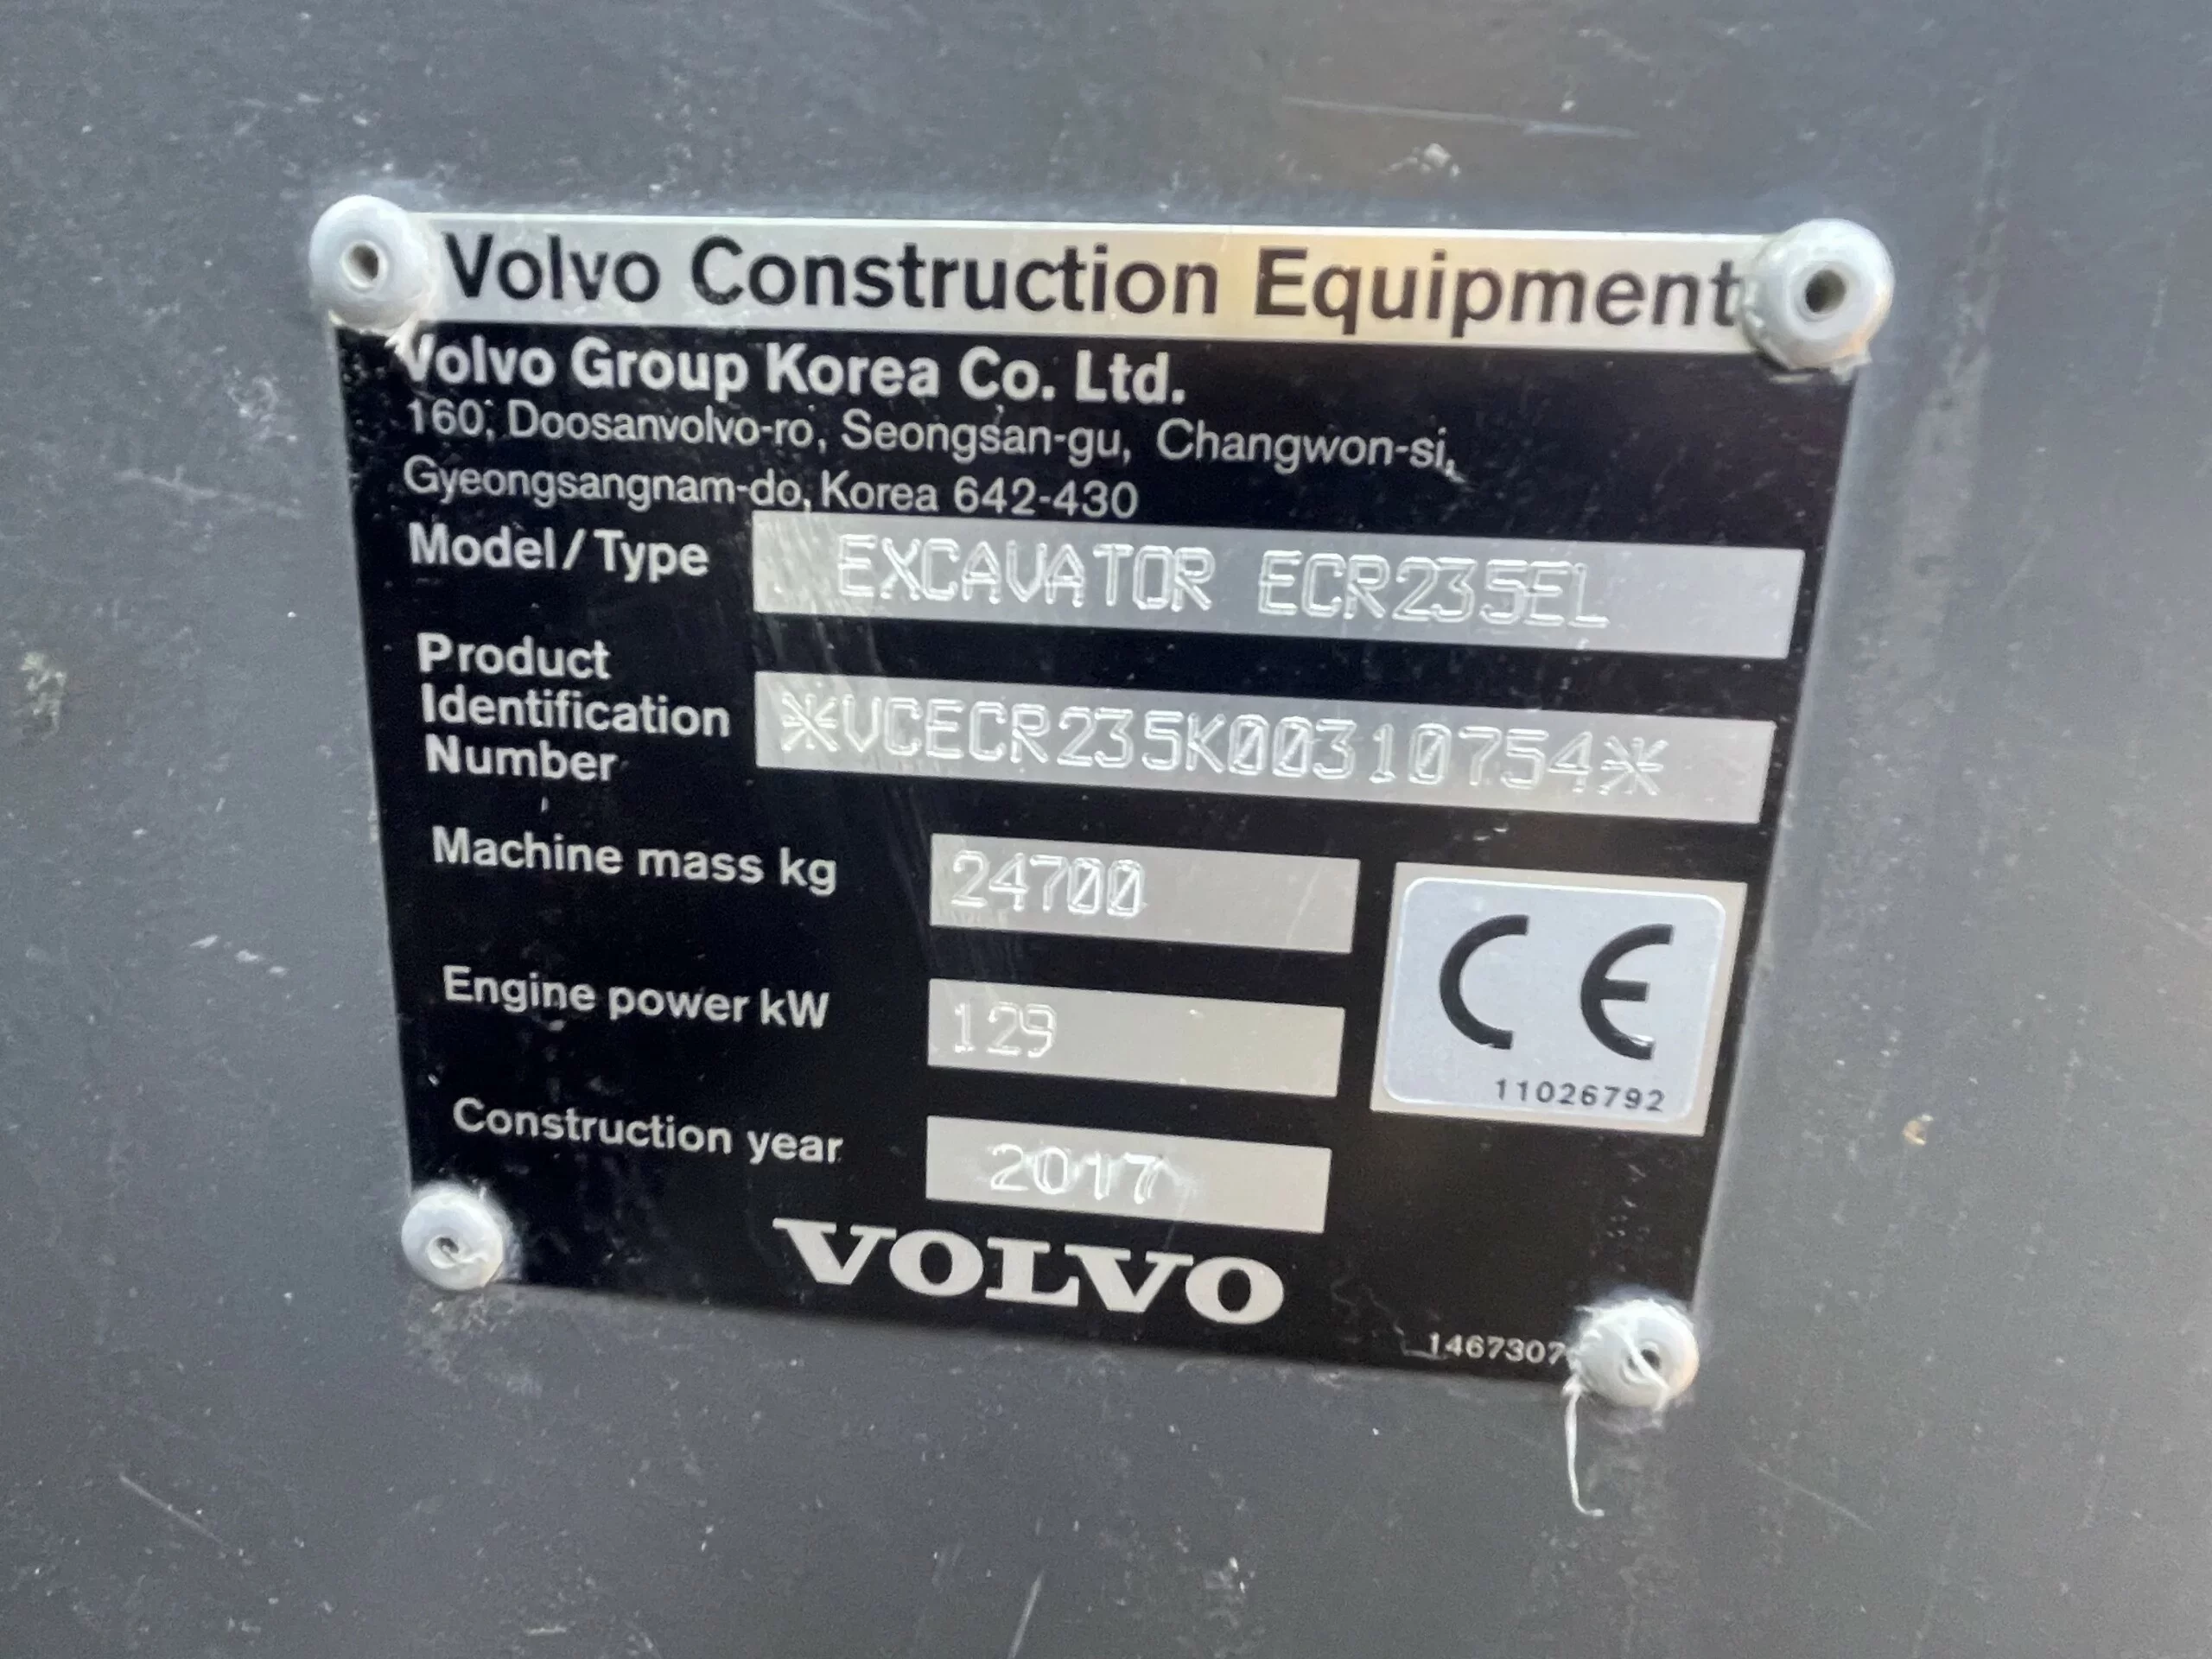 Volvo Construction Equipment
Volvo Group Korea Co. Ltd.
160, Doosanvolvo-ro, Seongsan-gu, Changwon-si,
Gyeongsangnam-do, Korea 642-430
Model/Type EXCAVATOR ECR235EL
Product
Identification
Number *VCECR235K00310754*
Machine mass kg 24700
Engine power kW 129
Construction year 2017
CE
11026792
VOLVO
1467307